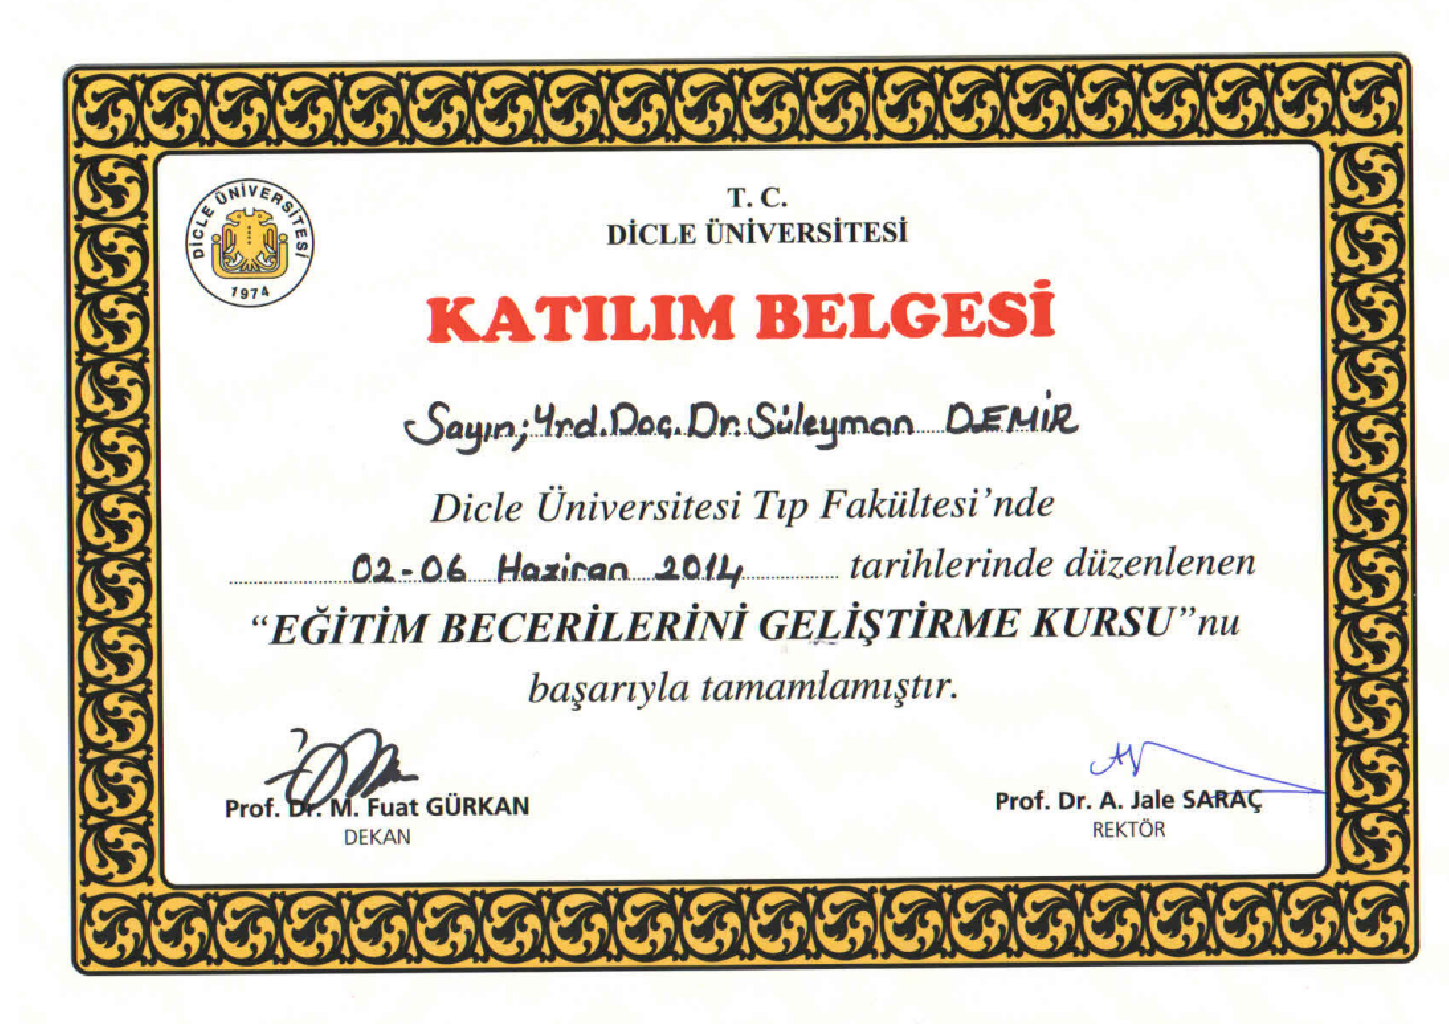 DİCLE ÜNİVERSİTESİ
1974
T. C.
DİCLE ÜNİVERSİTESİ
KATILIM BELGESİ
Sayın; Yrd. Doç. Dr. Süleyman DEMİR
Dicle Üniversitesi Tıp Fakültesi’nde
02-06 Haziran 2014 tarihlerinde düzenlenen
“EĞİTİM BECERİLERİNİ GELİŞTİRME KURSU”nu
başarıyla tamamlamıştır.
Prof. Dr. M. Fuat GÜRKAN
DEKAN
Prof. Dr. A. Jale SARAÇ
REKTÖR